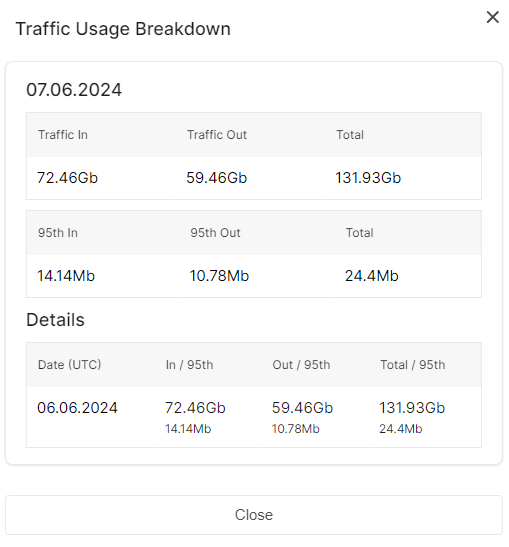 Traffic Usage Breakdown
07.06.2024
Traffic In Traffic Out Total
72.46Gb 59.46Gb 131.93Gb
95th In 95th Out Total
14.14Mb 10.78Mb 24.4Mb
Details
Date (UTC) In / 95th Out / 95th Total / 95th
06.06.2024 72.46Gb 59.46Gb 131.93Gb
14.14Mb 10.78Mb 24.4Mb
Close